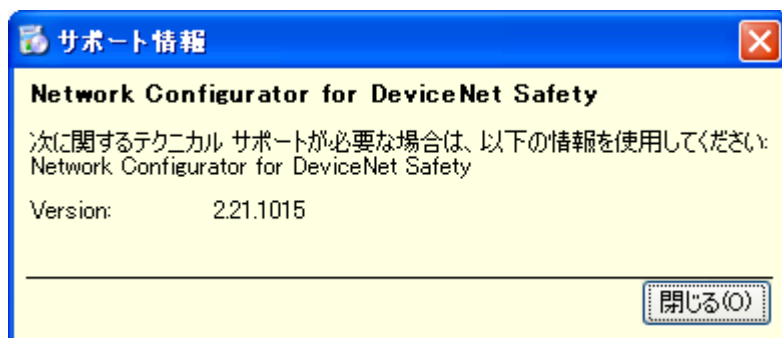 サポート情報
Network Configurator for DeviceNet Safety
次に関するテクニカル サポートが必要な場合は、以下の情報を使用してください:
Network Configurator for DeviceNet Safety
Version: 2.21.1015
閉じる(O)